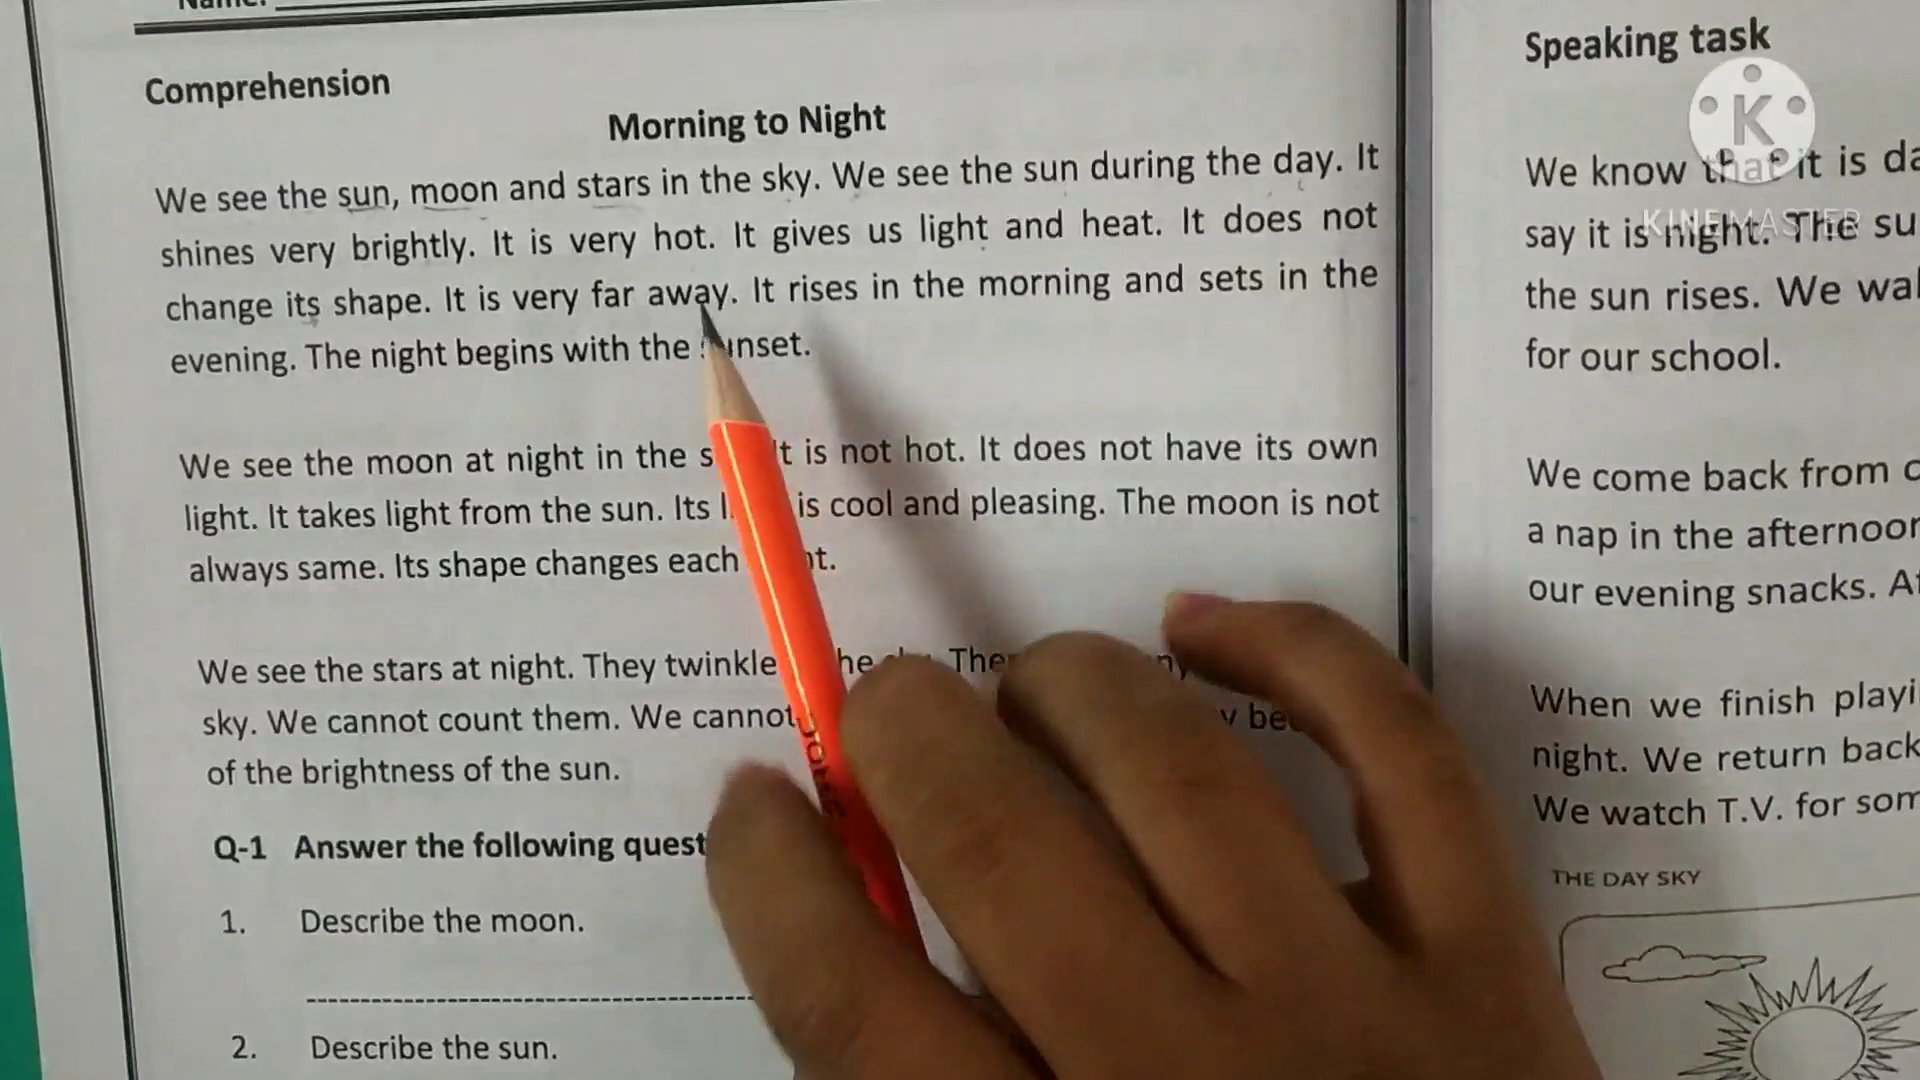 Name:
Comprehension
Morning to Night
We see the sun, moon and stars in the sky. We see the sun during the day. It
shines very brightly. It is very hot. It gives us light and heat. It does not
change its shape. It is very far away. It rises in the morning and sets in the
evening. The night begins with the sunset.
We see the moon at night in the It is not hot. It does not have its own
light. It takes light from the sun. Its is cool and pleasing. The moon is not
always same. Its shape changes each
We see the stars at night. They twinkle
sky. We cannot count them. We cannot
of the brightness of the sun.
Q-1 Answer the following
1. Describe the moon.
2. Describe the sun.
Speaking task
We know that it is
say it is night. The
the sun rises. We
for our school.
We come back from
a nap in the afternoon
our evening snacks.
When we finish
night. We return back
We watch T.V. for
THE DAY SKY
K
KINEMASTER
JOKE